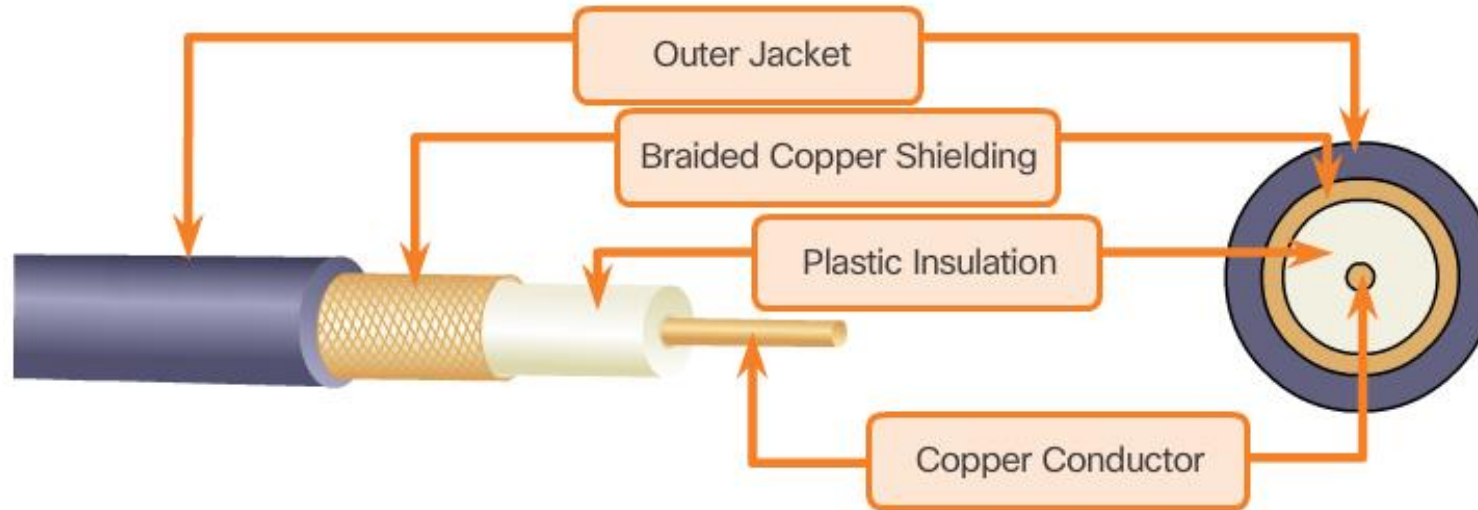 Outer Jacket
Braided Copper Shielding
Plastic Insulation
Copper Conductor